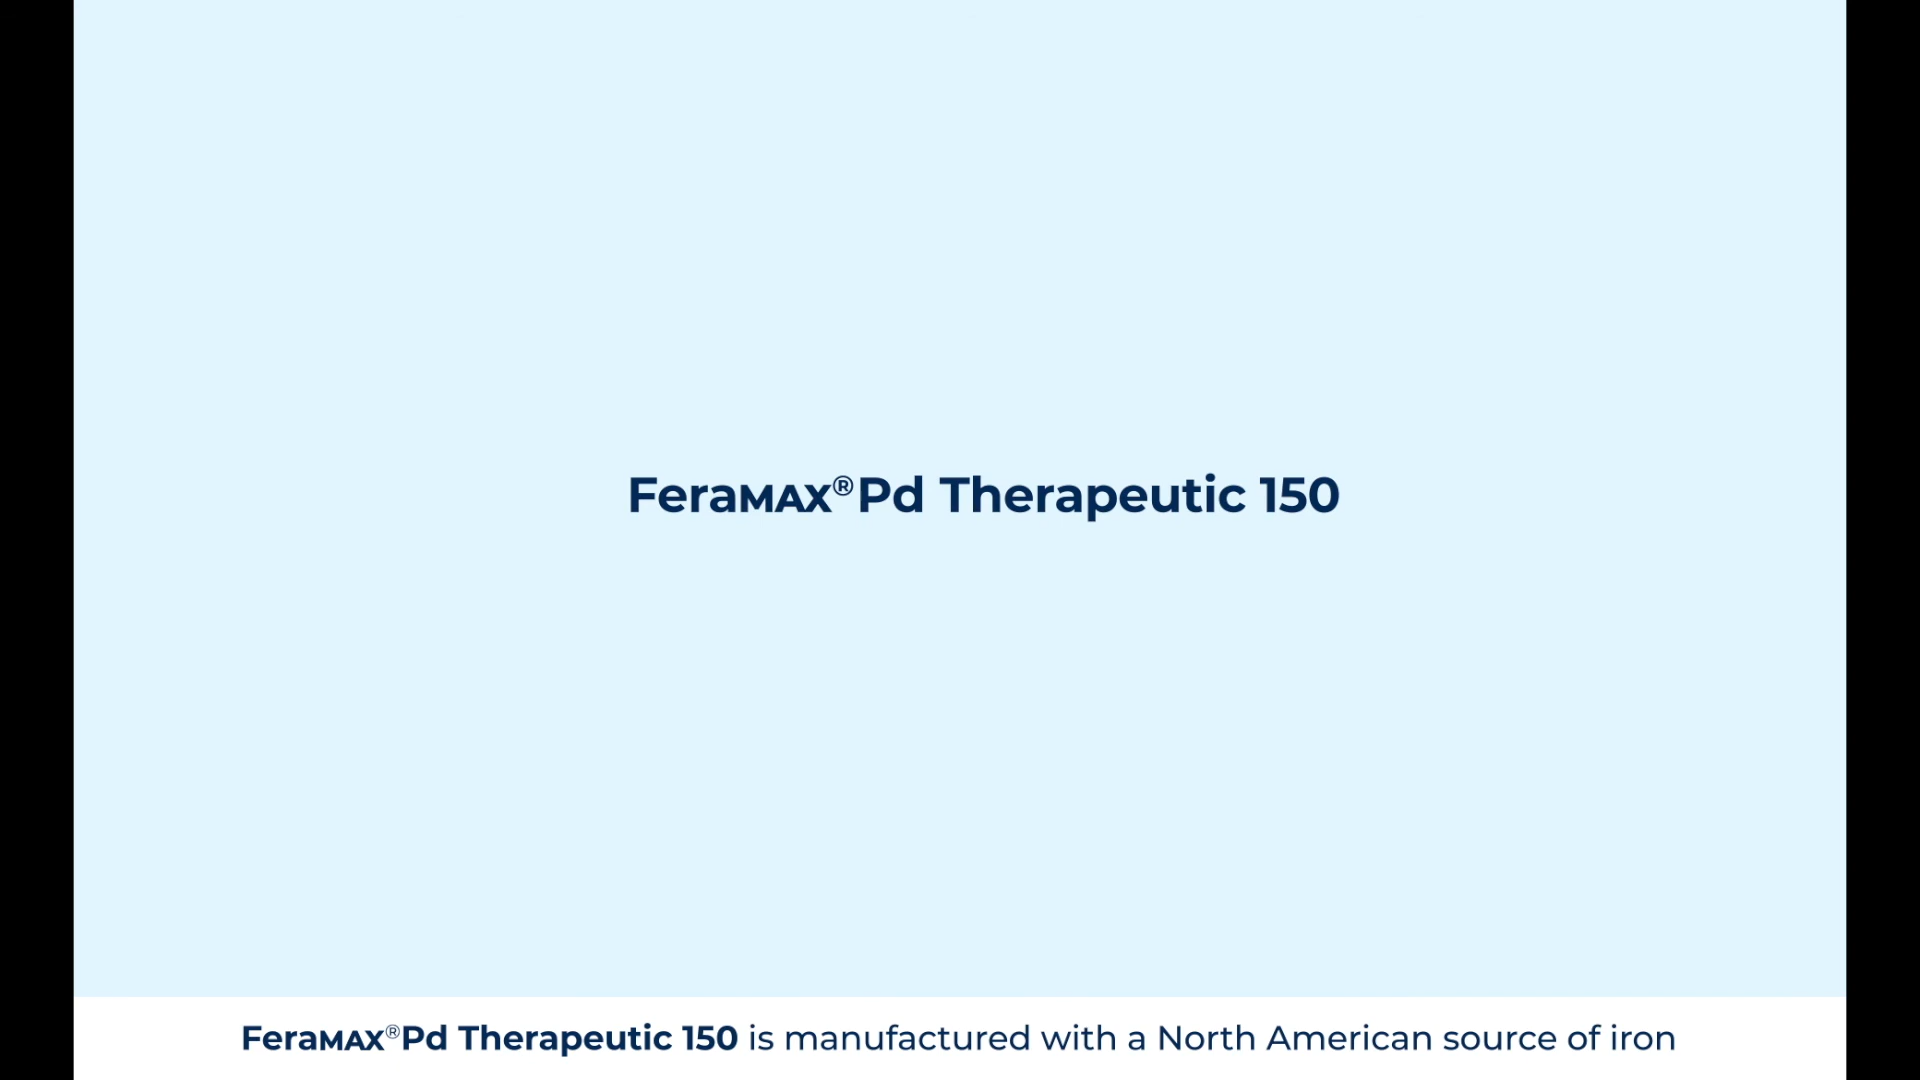 FeraMAX®Pd Therapeutic 150
FeraMAX®Pd Therapeutic 150 is manufactured with a North American source of iron